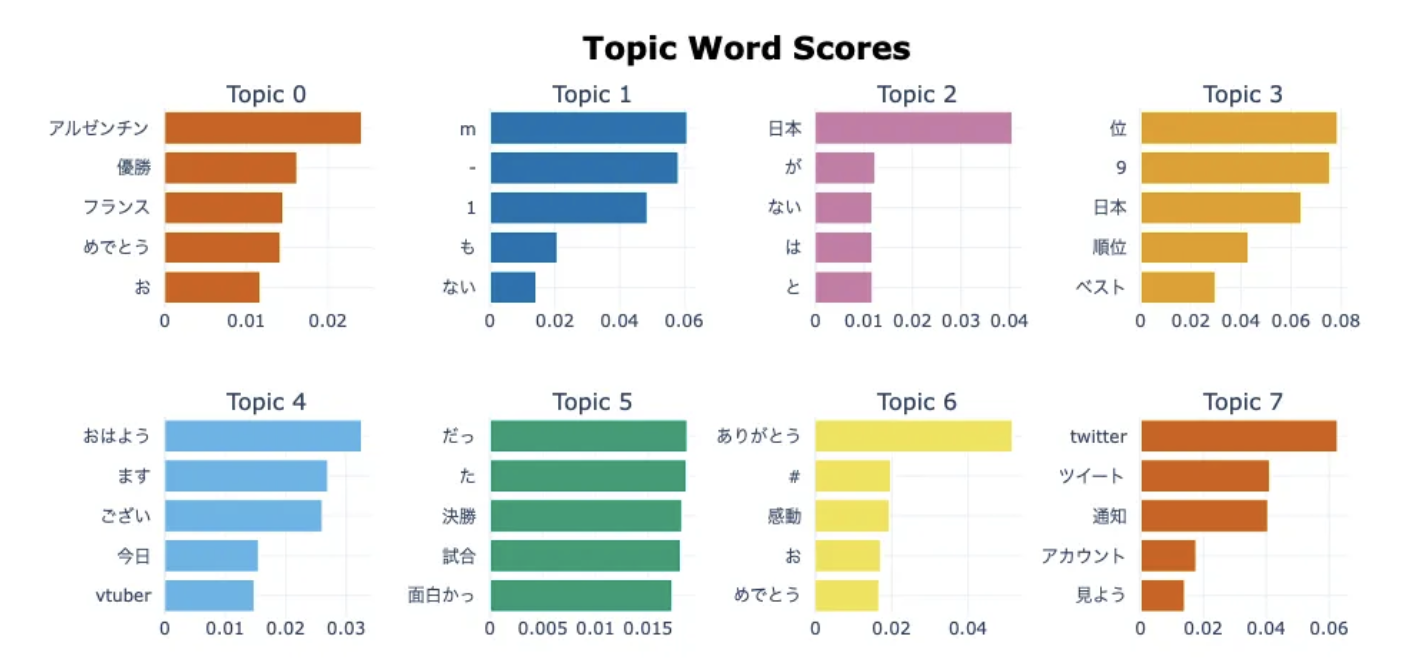 Topic Word Scores
Topic 0
アルゼンチン
優勝
フランス
めでとう
お
0 0.01 0.02
Topic 1
m
-
1
も
ない
0 0.02 0.04 0.06
Topic 2
日本
が
ない
は
と
0 0.01 0.02 0.03 0.04
Topic 3
位
9
日本
順位
ベスト
0 0.02 0.04 0.06 0.08
Topic 4
おはよう
ます
ござい
今日
vtuber
0 0.01 0.02 0.03
Topic 5
だっ
た
決勝
試合
面白かっ
0 0.005 0.01 0.015
Topic 6
ありがとう
#
感動
お
めでとう
0 0.02 0.04
Topic 7
twitter
ツイート
通知
アカウント
見よう
0 0.02 0.04 0.06